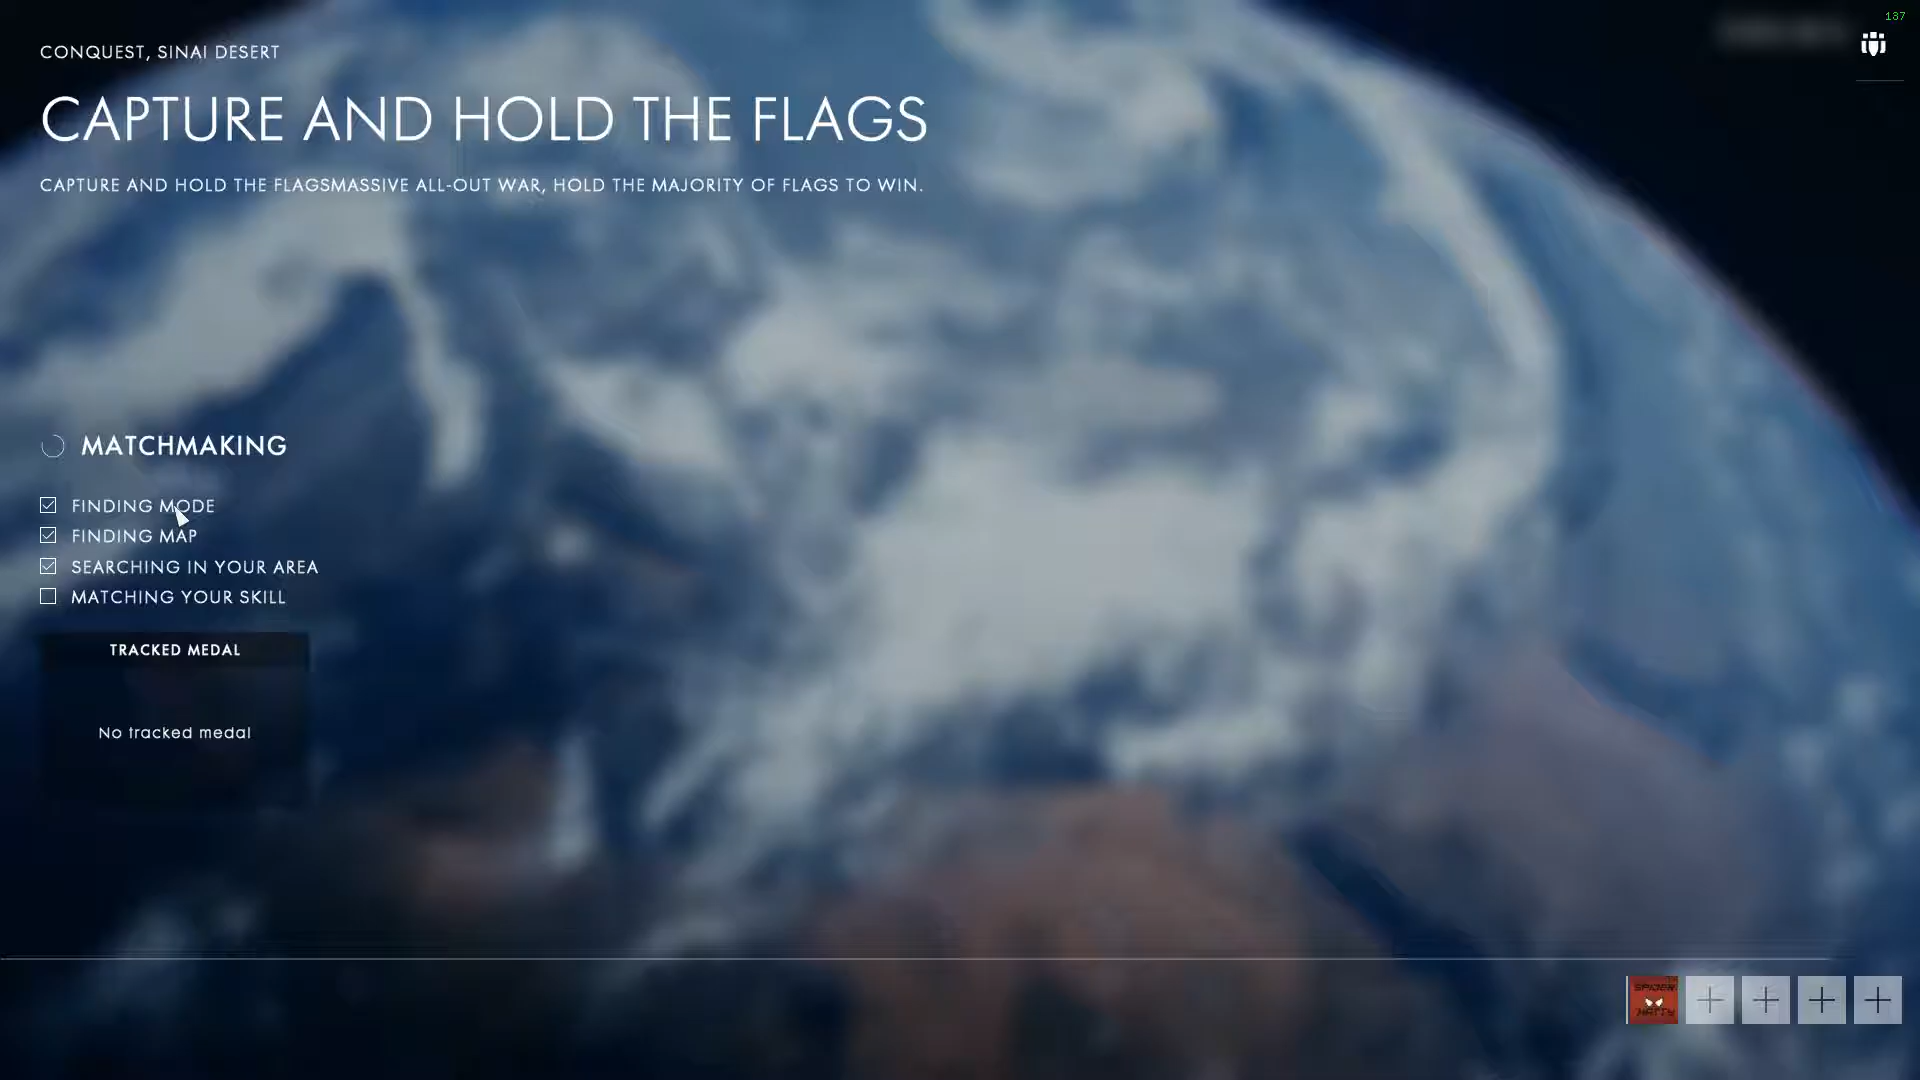 137
CONQUEST, SINAI DESERT
CAPTURE AND HOLD THE FLAGS
CAPTURE AND HOLD THE FLAGSMASSIVE ALL-OUT WAR, HOLD THE MAJORITY OF FLAGS TO WIN.
MATCHMAKING
FINDING MODE
FINDING MAP
SEARCHING IN YOUR AREA
MATCHING YOUR SKILL
TRACKED MEDAL
No tracked medal
SPIDER